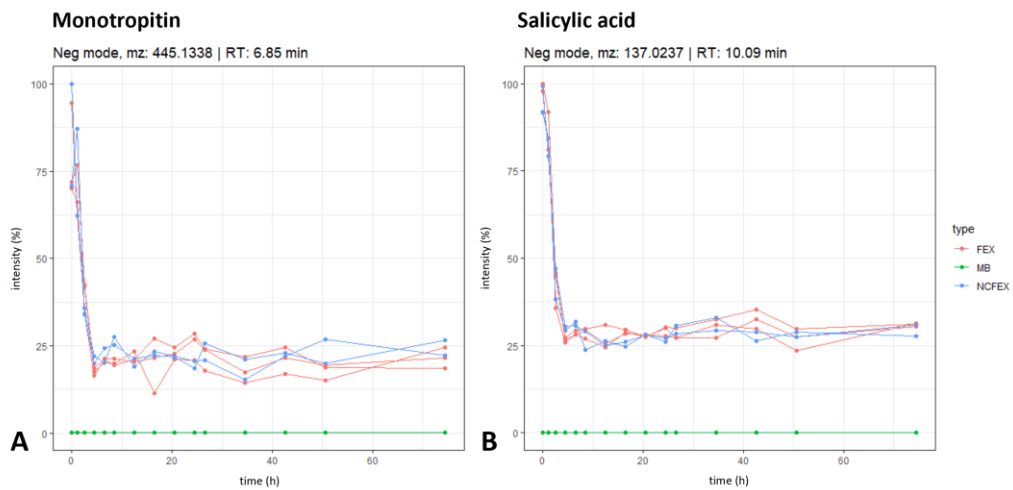 Monotropitin
Neg mode, mz: 445.1338 | RT: 6.85 min
100
75
50
25
0
intensity (%)
0
20
40
60
time (h)
A
Salicylic acid
Neg mode, mz: 137.0237 | RT: 10.09 min
100
75
50
25
0
intensity (%)
0
20
40
60
time (h)
B
type
FEX
MB
NCFEX